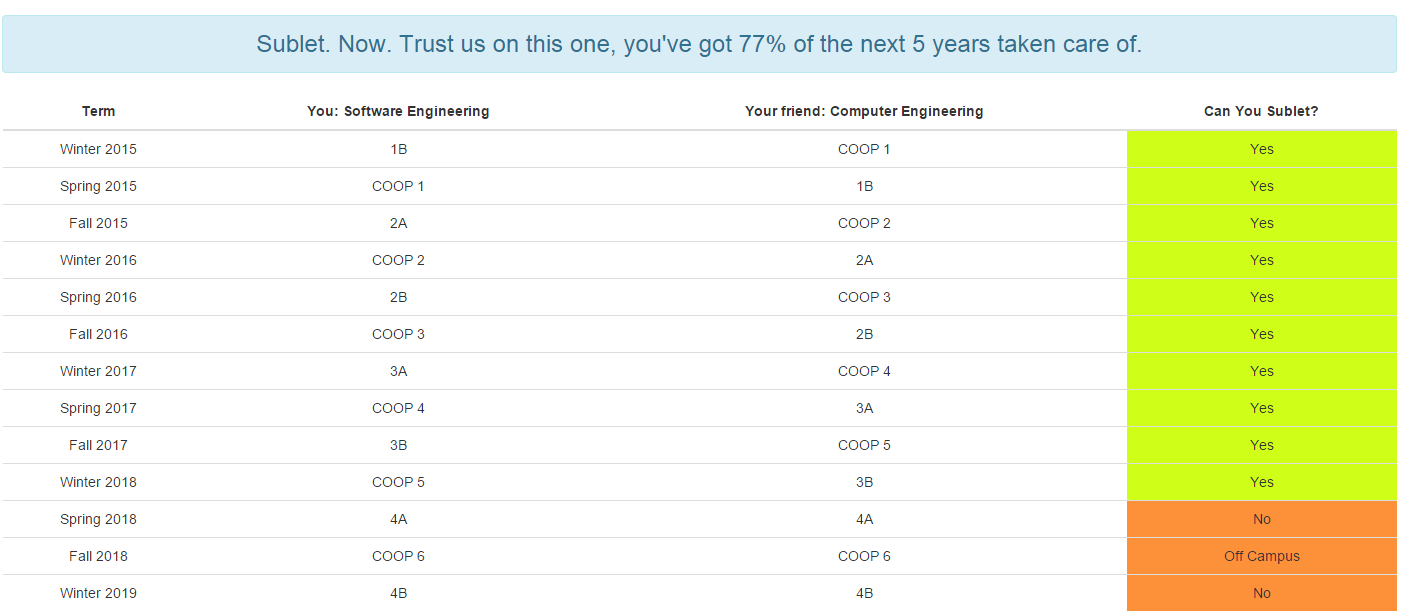 Sublet. Now. Trust us on this one, you've got 77% of the next 5 years taken care of.
Term You: Software Engineering Your friend: Computer Engineering Can You Sublet?
Winter 2015 1B COOP 1 Yes
Spring 2015 COOP 1 1B Yes
Fall 2015 2A COOP 2 Yes
Winter 2016 COOP 2 2A Yes
Spring 2016 2B COOP 3 Yes
Fall 2016 COOP 3 2B Yes
Winter 2017 3A COOP 4 Yes
Spring 2017 COOP 4 3A Yes
Fall 2017 3B COOP 5 Yes
Winter 2018 COOP 5 3B Yes
Spring 2018 4A 4A No
Fall 2018 COOP 6 COOP 6 Off Campus
Winter 2019 4B 4B No